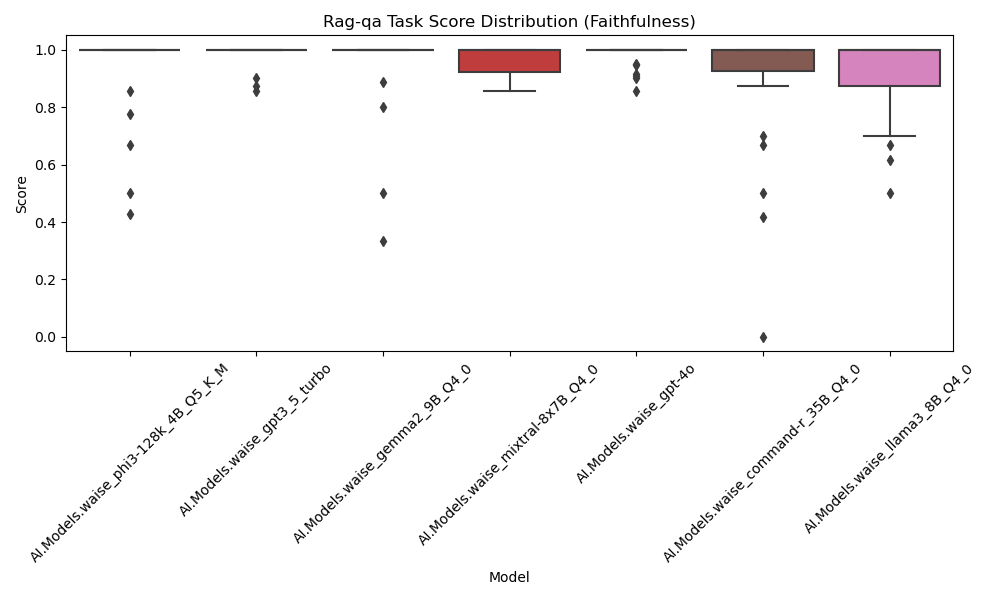 Rag-qa Task Score Distribution (Faithfulness)
1.0
0.8
0.6
0.4
0.2
0.0
Score
AI.Models.waise_phi3-128k_4B_Q5_K_M
AI.Models.waise_gpt3_5_turbo
AI.Models.waise_gemma2_9B_Q4_0
AI.Models.waise_mixtral-8x7B_Q4_0
AI.Models.waise_gpt-4o
AI.Models.waise_command-r_35B_Q4_0
AI.Models.waise_llama3_8B_Q4_0
Model